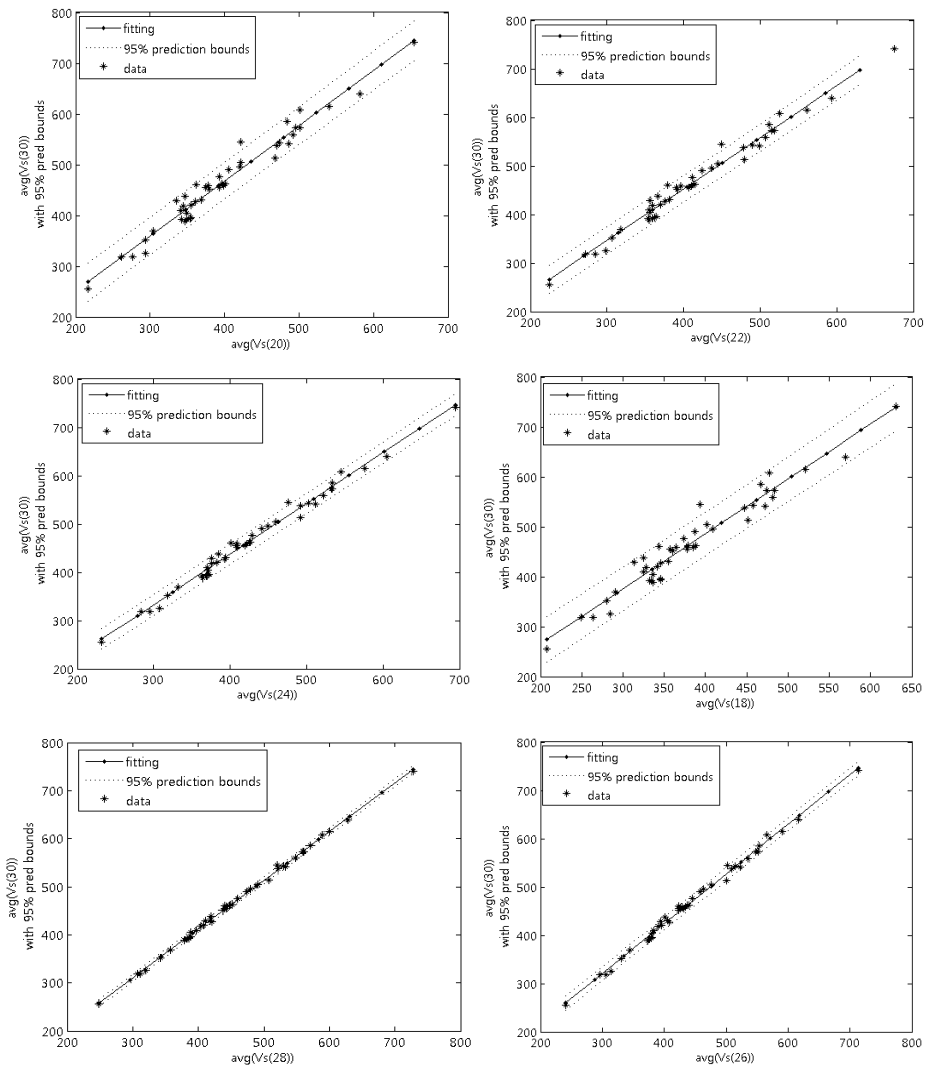 800
700
600
500
400
300
200
avg(Vs(30))
with 95% pred bounds
fitting
95% prediction bounds
data
200 300 400 500 600 700
avg(Vs(20))
800
700
600
500
400
300
200
avg(Vs(30))
with 95% pred bounds
fitting
95% prediction bounds
data
200 300 400 500 600 700
avg(Vs(22))
800
700
600
500
400
300
200
avg(Vs(30))
with 95% pred bounds
fitting
95% prediction bounds
data
200 300 400 500 600 700
avg(Vs(24))
800
700
600
500
400
300
200
avg(Vs(30))
with 95% pred bounds
fitting
95% prediction bounds
data
200 250 300 350 400 450 500 550 600 650
avg(Vs(18))
800
700
600
500
400
300
200
avg(Vs(30))
with 95% pred bounds
fitting
95% prediction bounds
data
200 300 400 500 600 700 800
avg(Vs(28))
800
700
600
500
400
300
200
avg(Vs(30))
with 95% pred bounds
fitting
95% prediction bounds
data
200 300 400 500 600 700 800
avg(Vs(26))